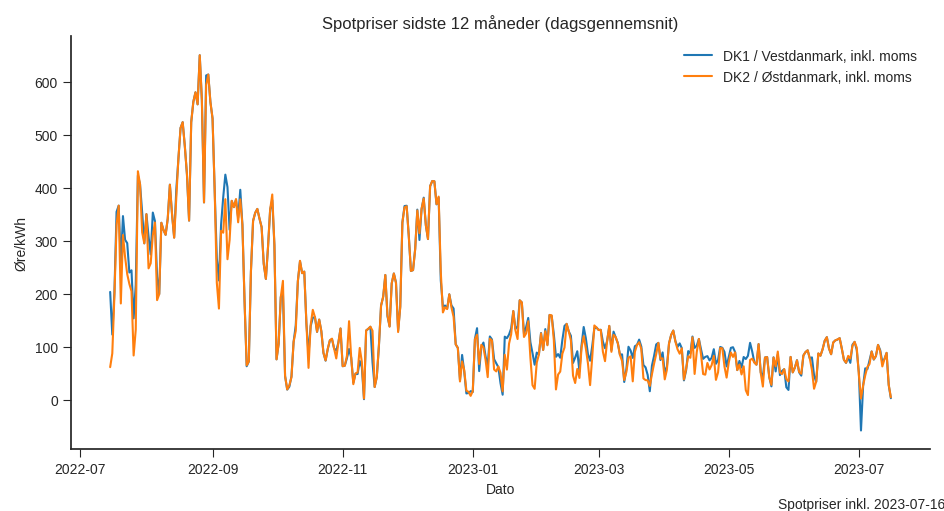 Spotpriser sidste 12 måneder (dagsgennemsnit)
DK1 / Vestdanmark, inkl. moms
DK2 / Østdanmark, inkl. moms
Øre/kWh
600
500
400
300
200
100
0
2022-07
2022-09
2022-11
2023-01
2023-03
2023-05
2023-07
Dato
Spotpriser inkl. 2023-07-16